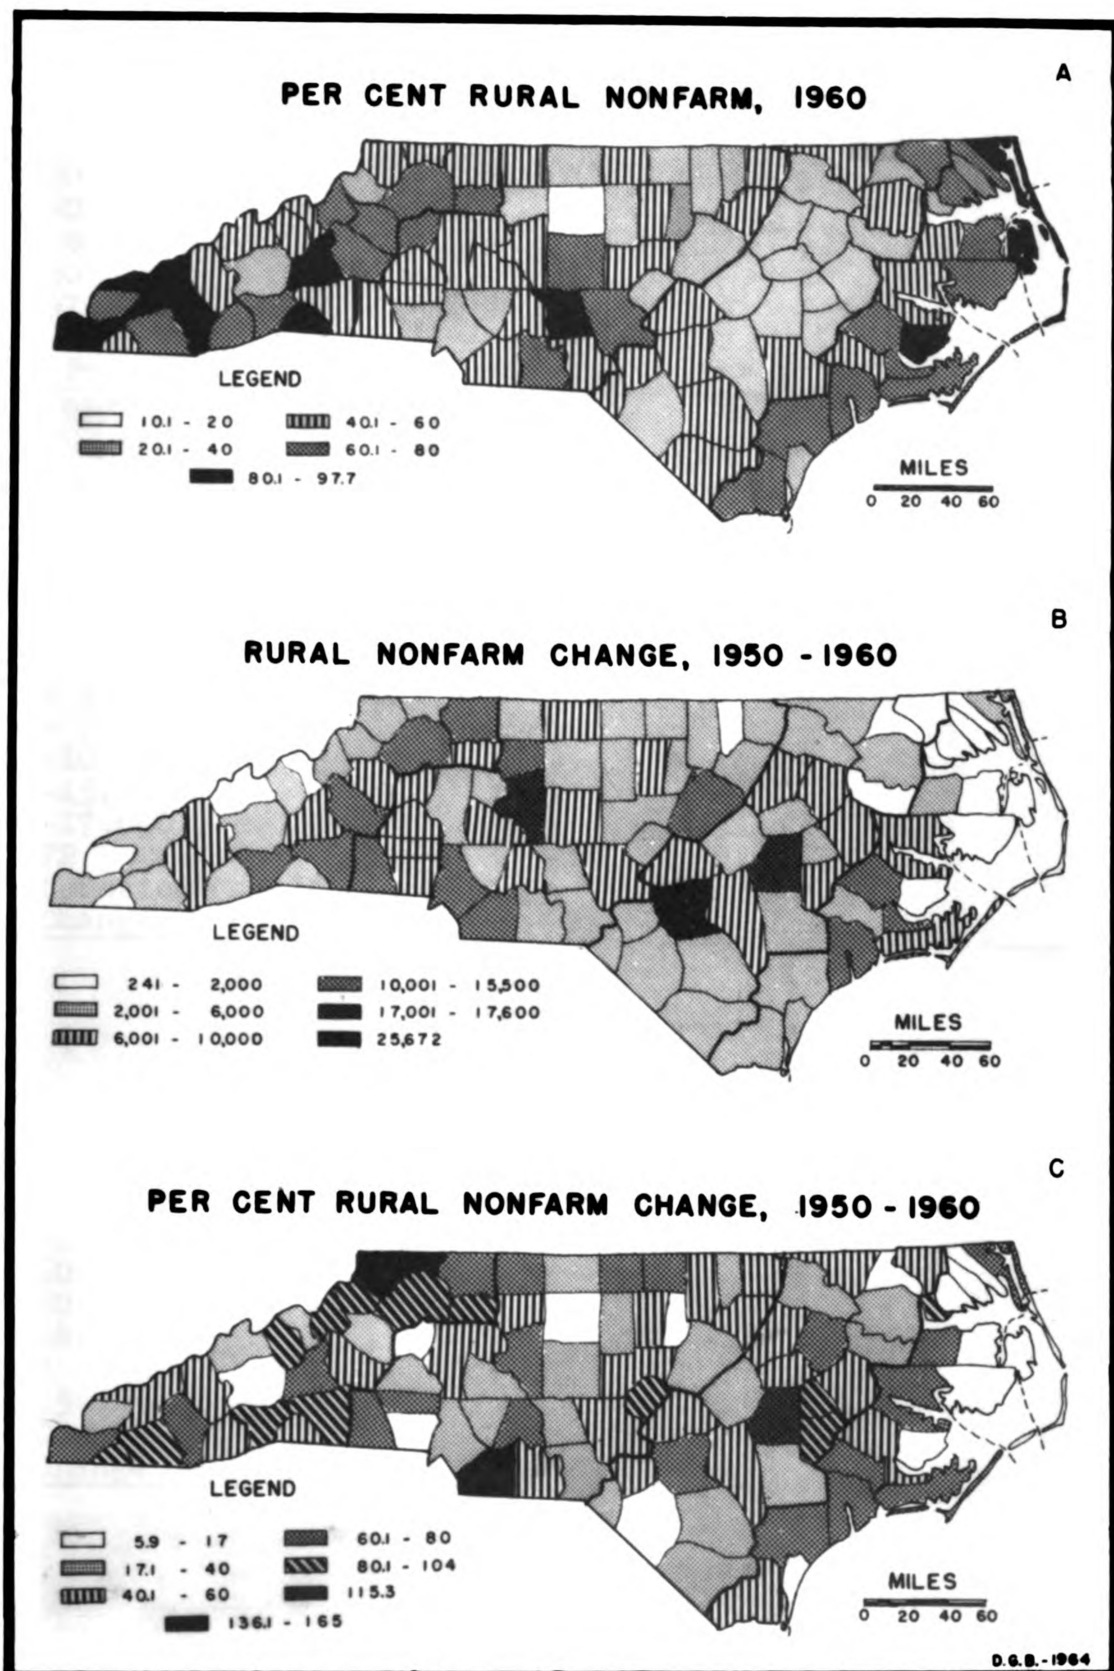 A
PER CENT RURAL NONFARM, 1960
LEGEND
10.1 - 20
40.1 - 60
20.1 - 40
60.1 - 80
80.1 - 97.7
MILES
0 20 40 60
B
RURAL NONFARM CHANGE, 1950 - 1960
LEGEND
241 - 2,000
10,001 - 15,500
2,001 - 6,000
17,001 - 17,600
6,001 - 10,000
25,672
MILES
0 20 40 60
C
PER CENT RURAL NONFARM CHANGE, 1950 - 1960
LEGEND
5.9 - 17
60.1 - 80
17.1 - 40
80.1 - 104
40.1 - 60
115.3
136.1 - 165
MILES
0 20 40 60
D.G.B. - 1964